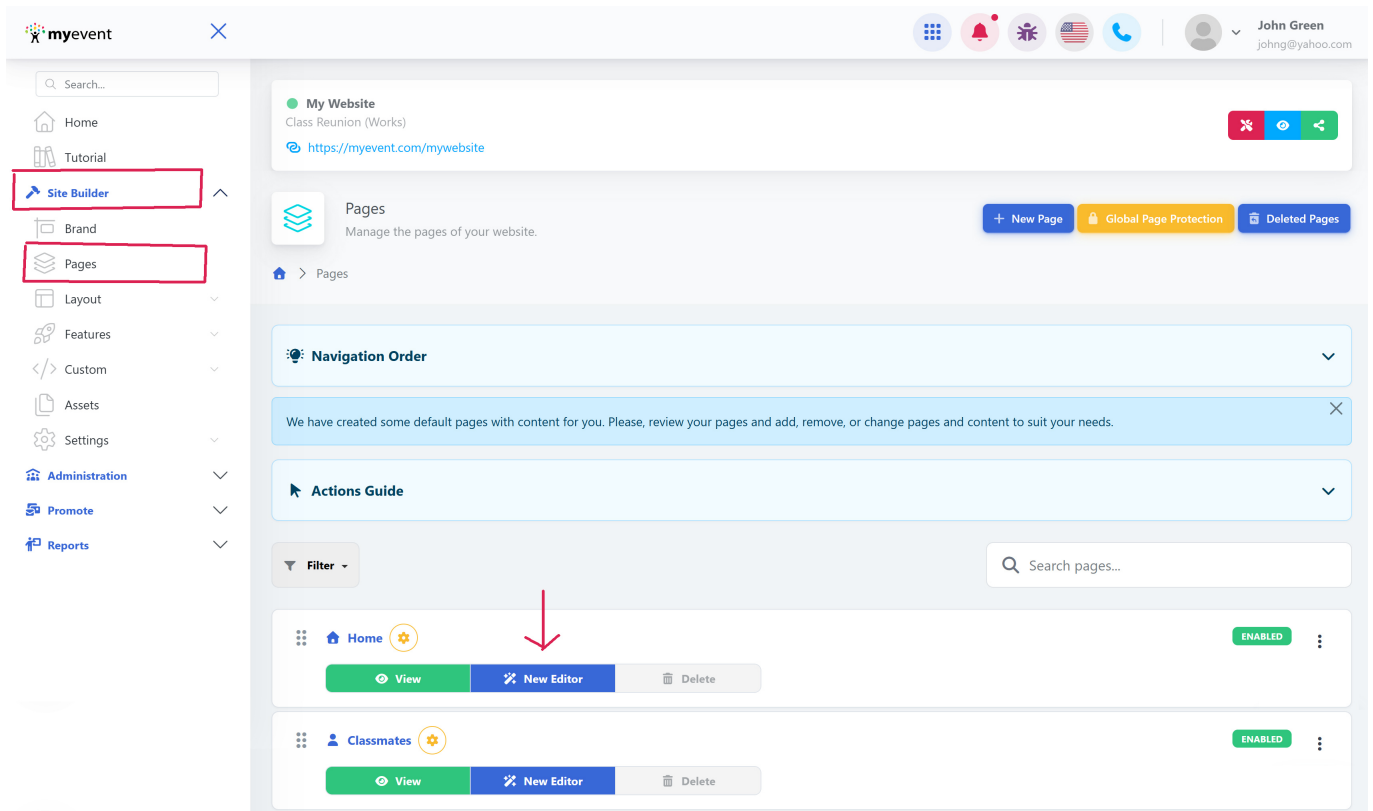 myevent
John Green
johng@yahoo.com
Search...
Home
Tutorial
Site Builder
Brand
Pages
Layout
Features
Custom
Assets
Settings
Administration
Promote
Reports
My Website
Class Reunion (Works)
https://myevent.com/mywebsite
Pages
Manage the pages of your website.
New Page
Global Page Protection
Deleted Pages
Pages
Navigation Order
We have created some default pages with content for you. Please, review your pages and add, remove, or change pages and content to suit your needs.
Actions Guide
Filter
Search pages...
Home
ENABLED
View
New Editor
Delete
Classmates
ENABLED
View
New Editor
Delete